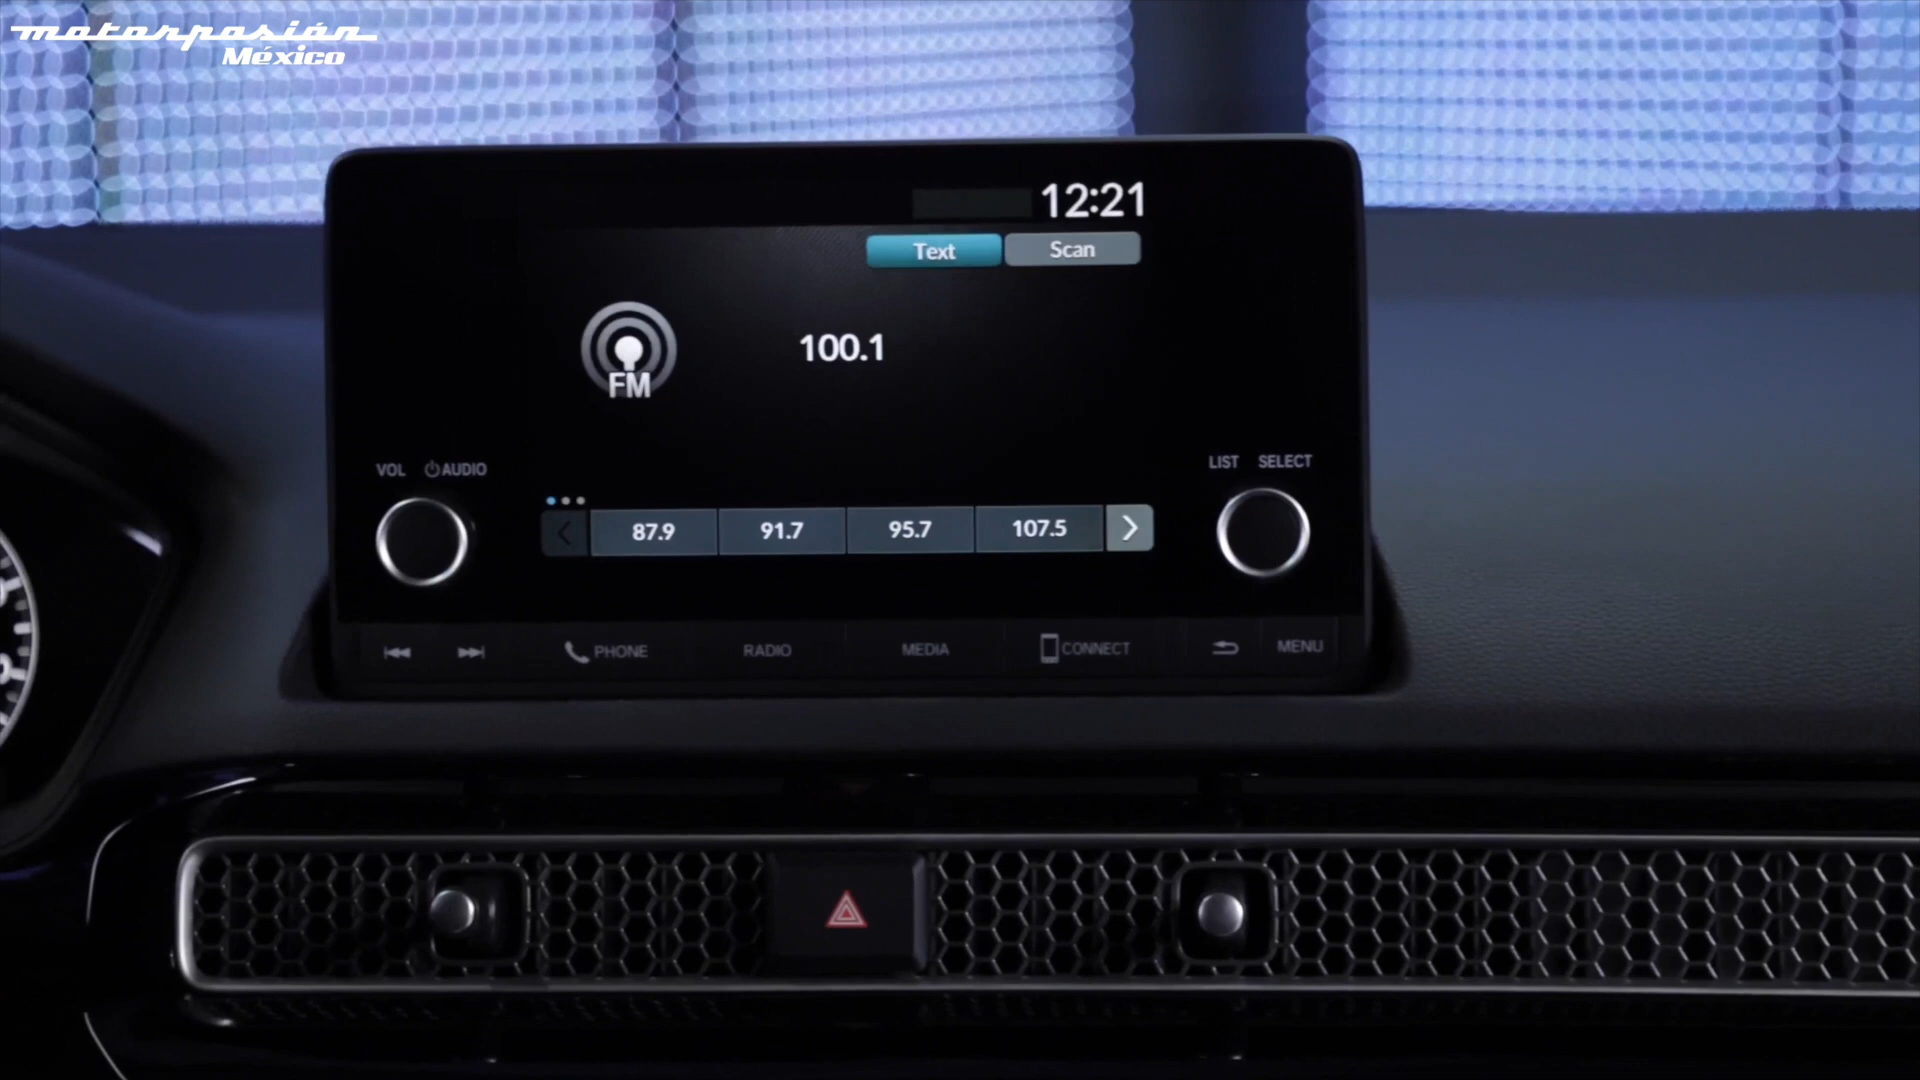 motorpasión
México
12:21
Text Scan
100.1
FM
VOL AUDIO
LIST SELECT
87.9 91.7 95.7 107.5
PHONE RADIO MEDIA CONNECT MENU